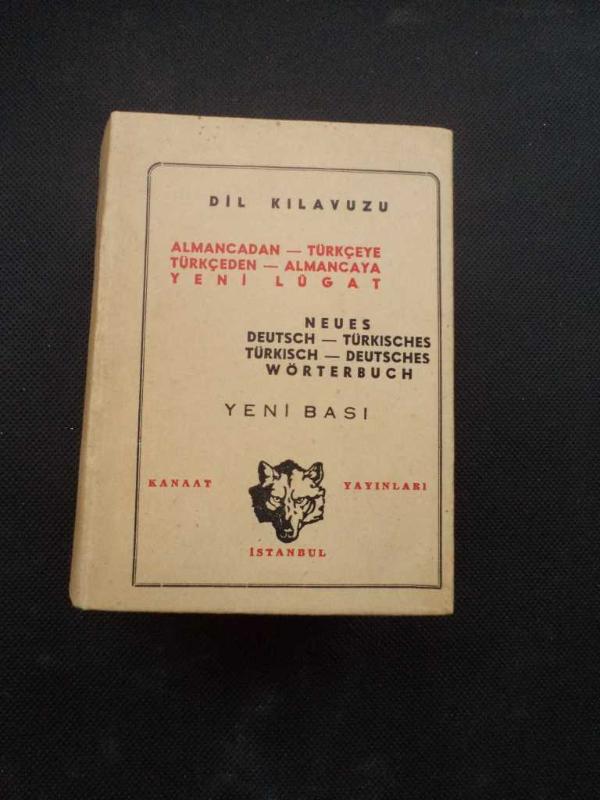 DİL KILAVUZU
ALMANCADAN — TÜRKÇEYE
TÜRKÇEDEN — ALMANCAYA
YENİ LÛGAT
NEUES
DEUTSCH — TÜRKISCHES
TÜRKISCH — DEUTSCHES
WÖRTERBUCH
YENİ BASI
KANAAT YAYINLARI
İSTANBUL